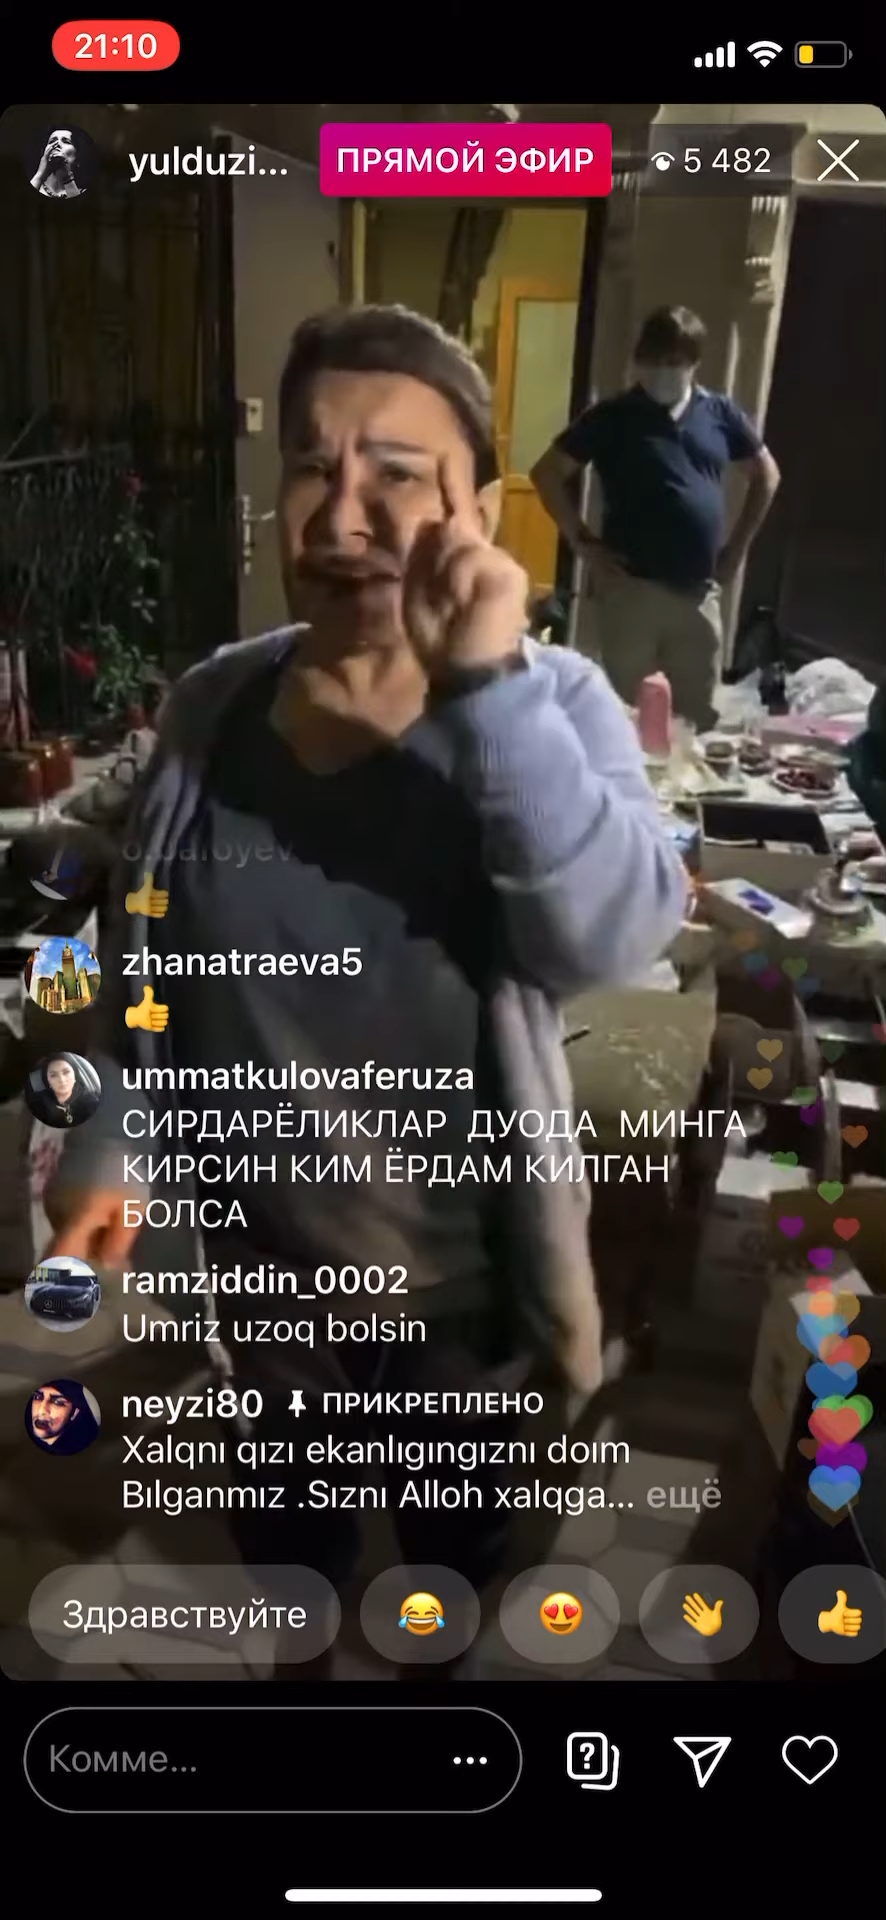 21:10
yulduzi...
ПРЯМОЙ ЭФИР
5 482
zhanatraeva5
ummatkulovaferuza
СИРДАРЁЛИКЛАР ДУОДА МИНГА
КИРСИН КИМ ЁРДАМ КИЛГАН
БОЛСА
ramziddin_0002
Umriz uzoq bolsin
neyzi80 ПРИКРЕПЛЕНО
Xalqnı qızı ekanlıgıngıznı doım
Bılganmız .Sıznı Alloh xalqga... ещё
Здравствуйте
Комме...